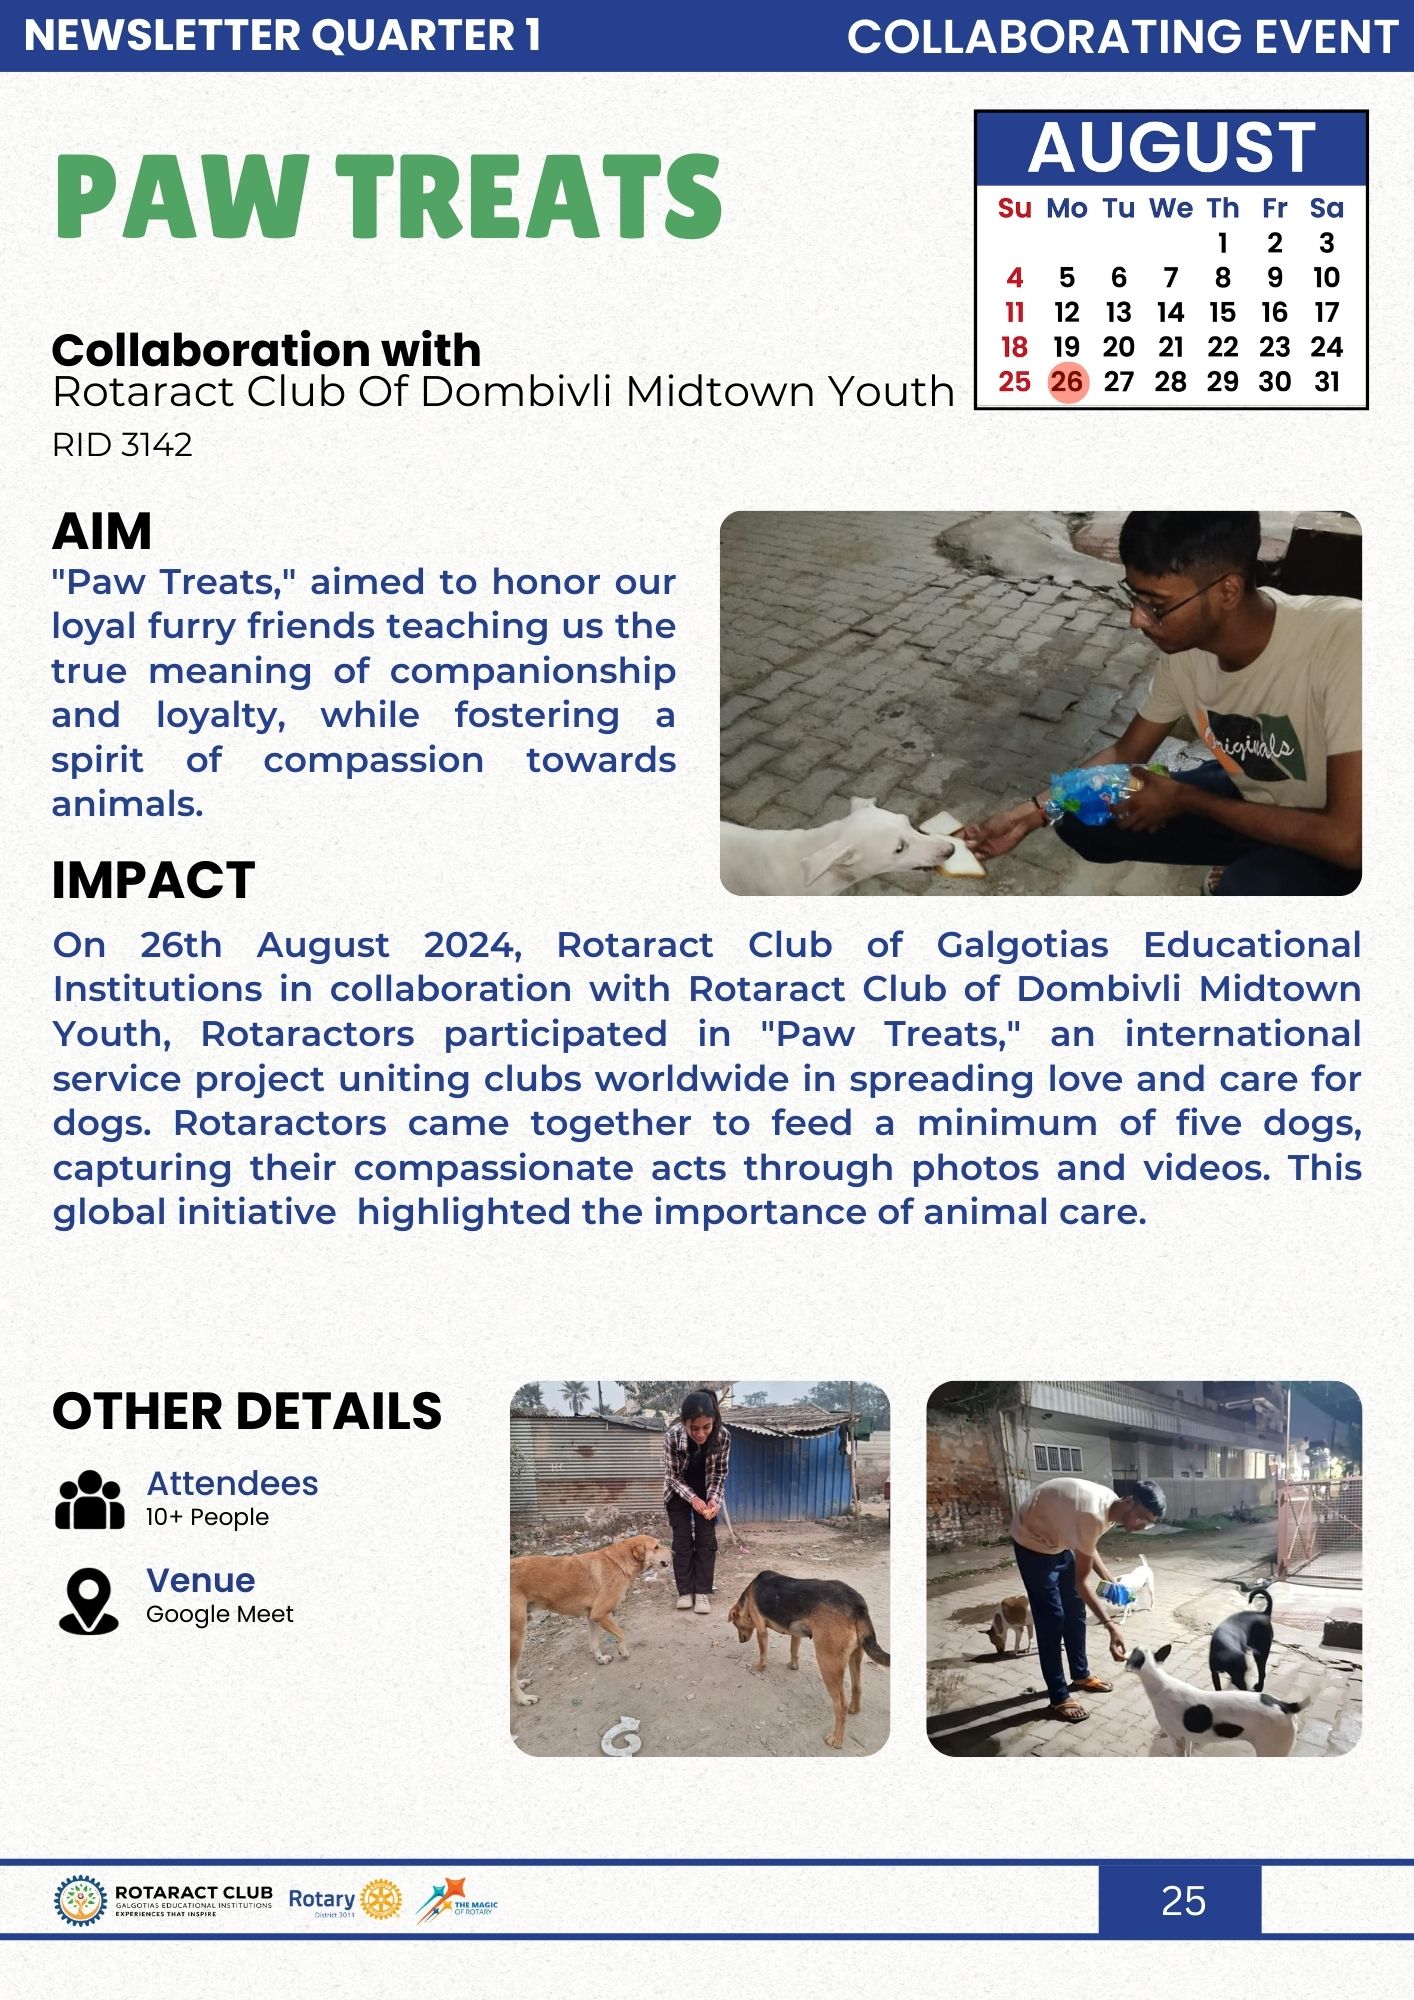 NEWSLETTER QUARTER 1
COLLABORATING EVENT
PAW TREATS
AUGUST
Su Mo Tu We Th Fr Sa
1 2 3
4 5 6 7 8 9 10
11 12 13 14 15 16 17
18 19 20 21 22 23 24
25 26 27 28 29 30 31
Collaboration with
Rotaract Club Of Dombivli Midtown Youth
RID 3142
AIM
"Paw Treats," aimed to honor our
loyal furry friends teaching us the
true meaning of companionship
and loyalty, while fostering a
spirit of compassion towards
animals.
Originals
IMPACT
On 26th August 2024, Rotaract Club of Galgotias Educational
Institutions in collaboration with Rotaract Club of Dombivli Midtown
Youth, Rotaractors participated in "Paw Treats," an international
service project uniting clubs worldwide in spreading love and care for
dogs. Rotaractors came together to feed a minimum of five dogs,
capturing their compassionate acts through photos and videos. This
global initiative highlighted the importance of animal care.
OTHER DETAILS
Attendees
10+ People
Venue
Google Meet
ROTARACT CLUB
GALGOTIAS EDUCATIONAL INSTITUTIONS
EXPERIENCES THAT INSPIRE
Rotary
District 3011
THE MAGIC
OF ROTARY
25